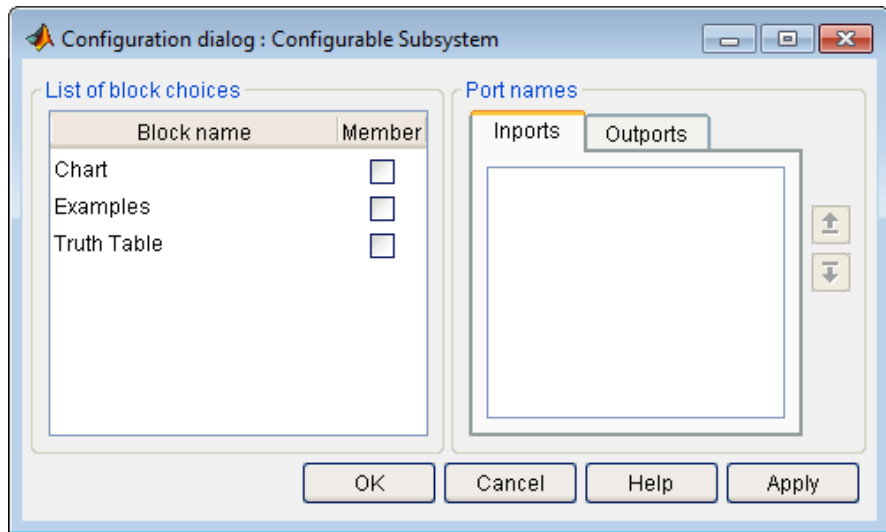 Configuration dialog : Configurable Subsystem
List of block choices
Block name Member
Chart
Examples
Truth Table
Port names
Inports Outports
OK Cancel Help Apply